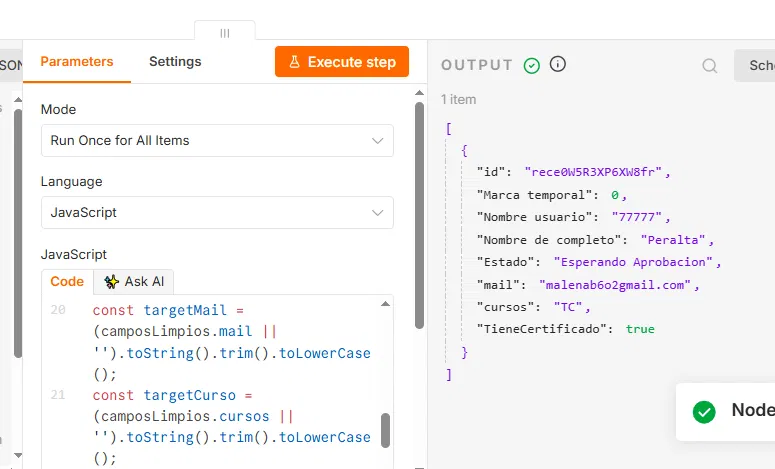 SON
Parameters
Settings
Execute step
Mode
Run Once for All Items
Language
JavaScript
JavaScript
Code
Ask AI
20 const targetMail =
(camposLimpios.mail ||
'').toString().trim().toLowerCase
();
21 const targetCurso =
(camposLimpios.cursos ||
'').toString().trim().toLowerCase
();
OUTPUT
Sch
1 item
[
{
"id": "rece0W5R3XP6XW8fr",
"Marca temporal": 0,
"Nombre usuario": "77777",
"Nombre de completo": "Peralta",
"Estado": "Esperando Aprobacion",
"mail": "malenab6o2gmail.com",
"cursos": "TC",
"TieneCertificado": true
}
]
Node